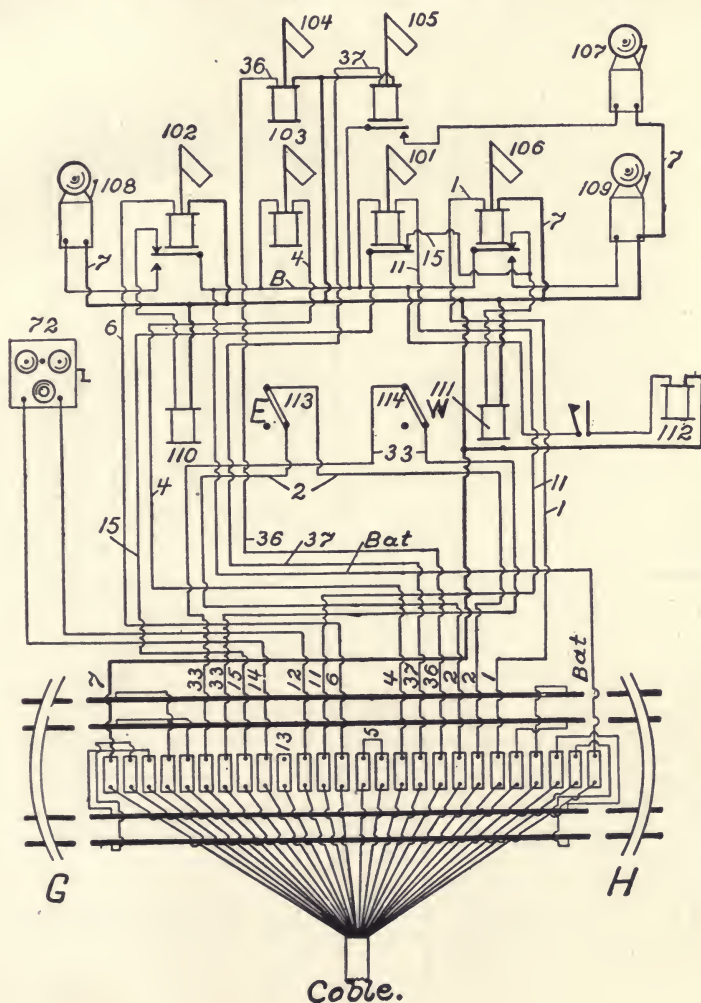 104 105
36 37 107
102 103 101 106
108 1 109 7
7 4 B 11 15 7
72 6
E 113 114 W 111 112
110
33
4 2 11
15 36 37 Bat 1
7 33 33 15 14 12 11 6 4 37 36 2 2 1 Bat
13 5
G H
Coble.